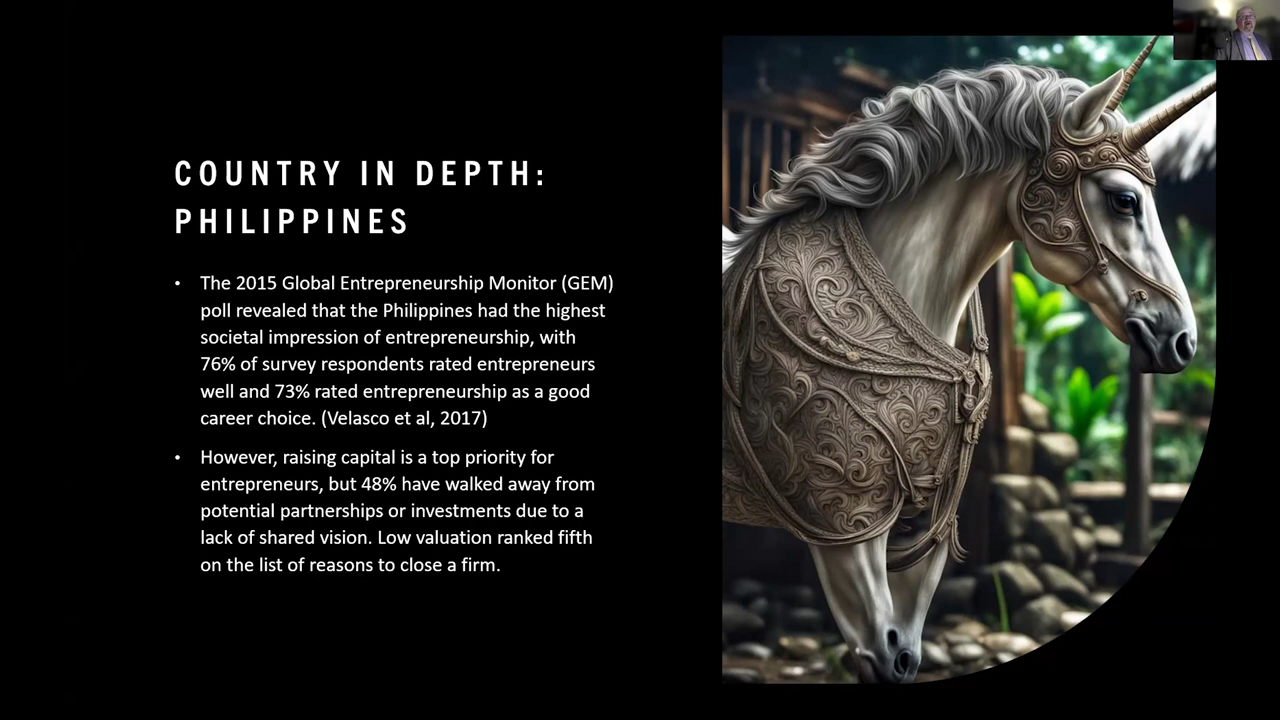 COUNTRY IN DEPTH:
PHILIPPINES
• The 2015 Global Entrepreneurship Monitor (GEM)
poll revealed that the Philippines had the highest
societal impression of entrepreneurship, with
76% of survey respondents rated entrepreneurs
well and 73% rated entrepreneurship as a good
career choice. (Velasco et al, 2017)
• However, raising capital is a top priority for
entrepreneurs, but 48% have walked away from
potential partnerships or investments due to a
lack of shared vision. Low valuation ranked fifth
on the list of reasons to close a firm.